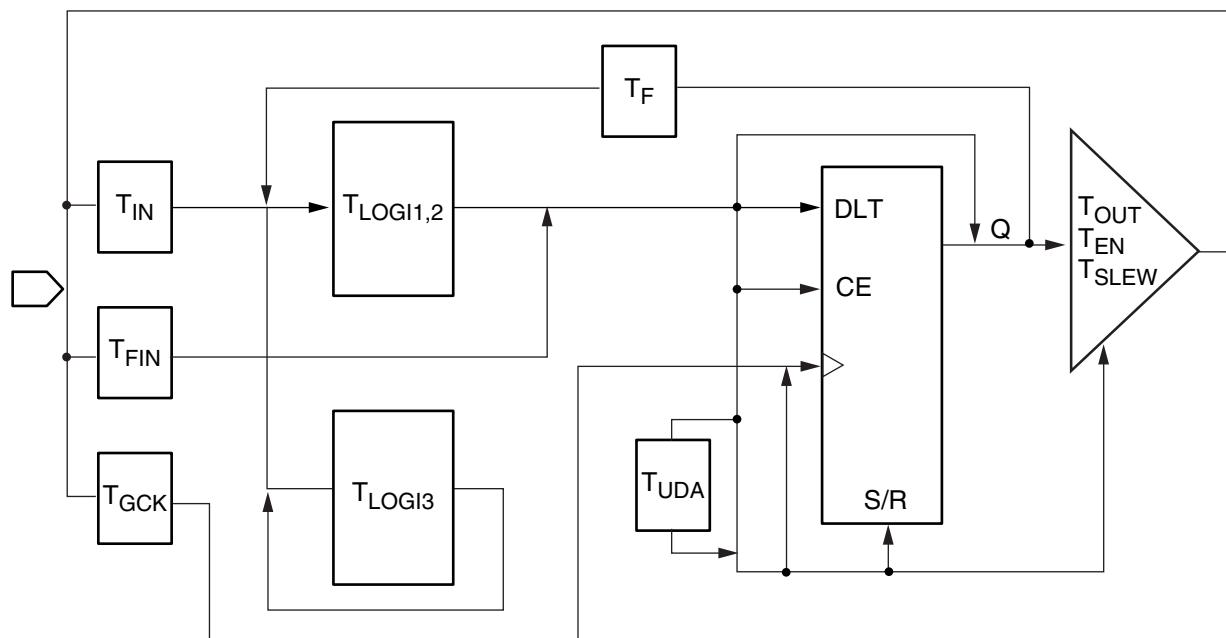 T_F
T_IN
T_LOGI1,2
DLT
Q
T_OUT
T_EN
T_SLEW
CE
T_FIN
T_GCK
T_LOGI3
T_UDA
S/R